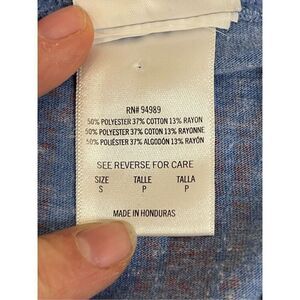 RN# 94989
50% POLYESTER 37% COTTON 13% RAYON
50% POLYESTER 37% COTON 13% RAYONNE
50% POLIÉSTER 37% ALGODÓN 13% RAYÓN
SEE REVERSE FOR CARE
SIZE TALLE TALLA
S P P
MADE IN HONDURAS